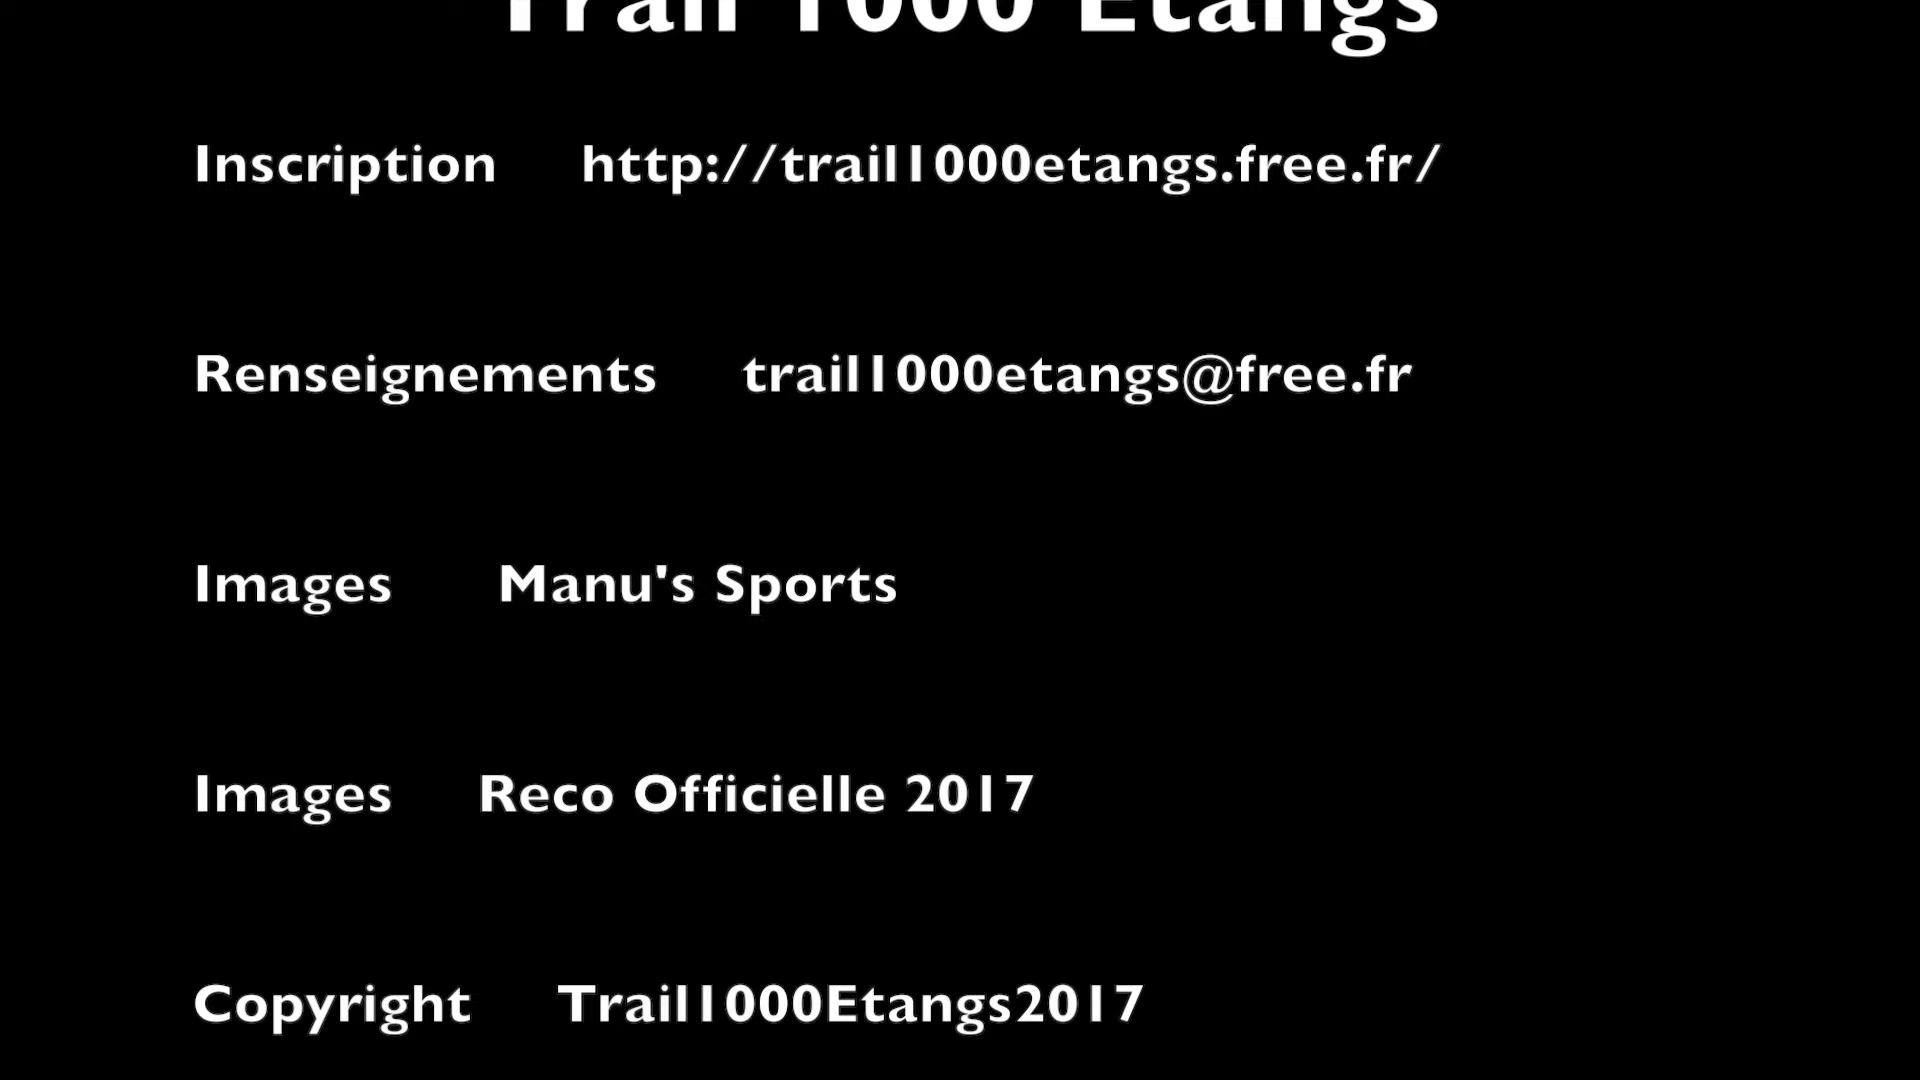 Trail 1000 Etangs
Inscription http://trail1000etangs.free.fr/
Renseignements trail1000etangs@free.fr
Images Manu's Sports
Images Reco Officielle 2017
Copyright Trail1000Etangs2017